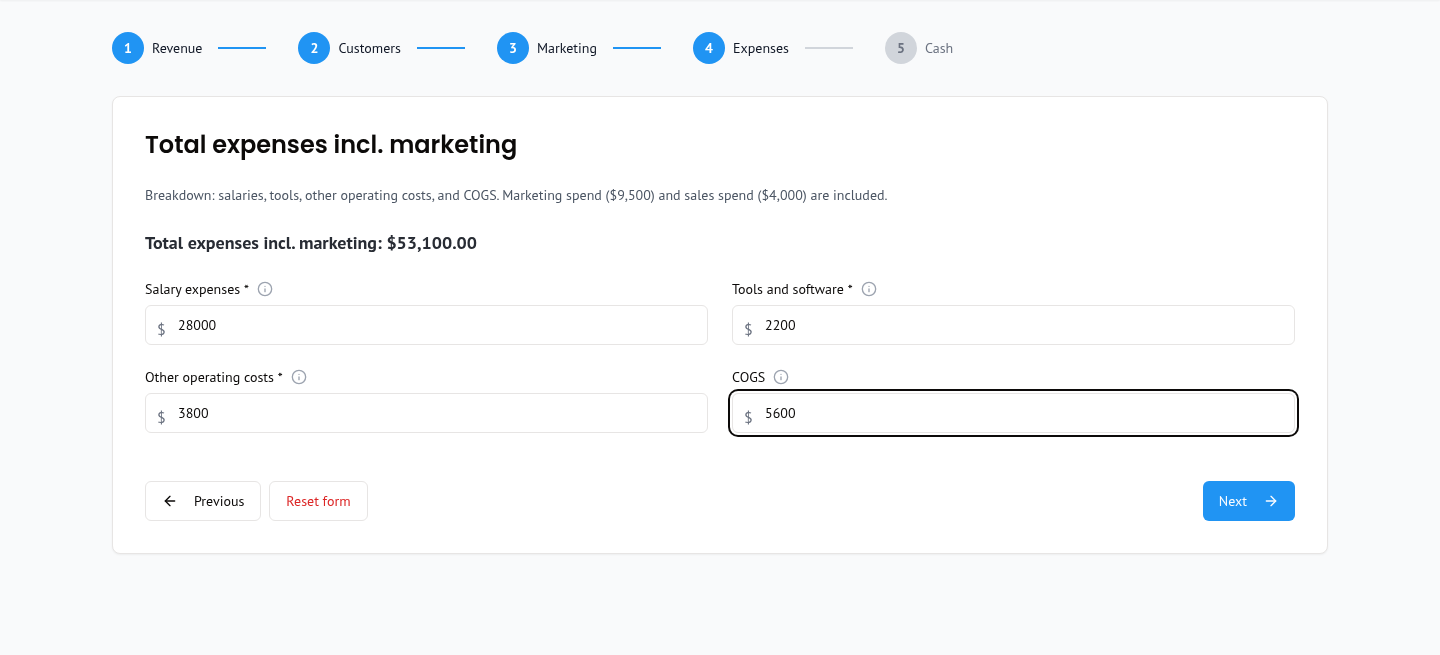 1 Revenue 2 Customers 3 Marketing 4 Expenses 5 Cash
Total expenses incl. marketing
Breakdown: salaries, tools, other operating costs, and COGS. Marketing spend ($9,500) and sales spend ($4,000) are included.
Total expenses incl. marketing: $53,100.00
Salary expenses * Tools and software *
$ 28000 $ 2200
Other operating costs * COGS
$ 3800 $ 5600
Previous Reset form Next